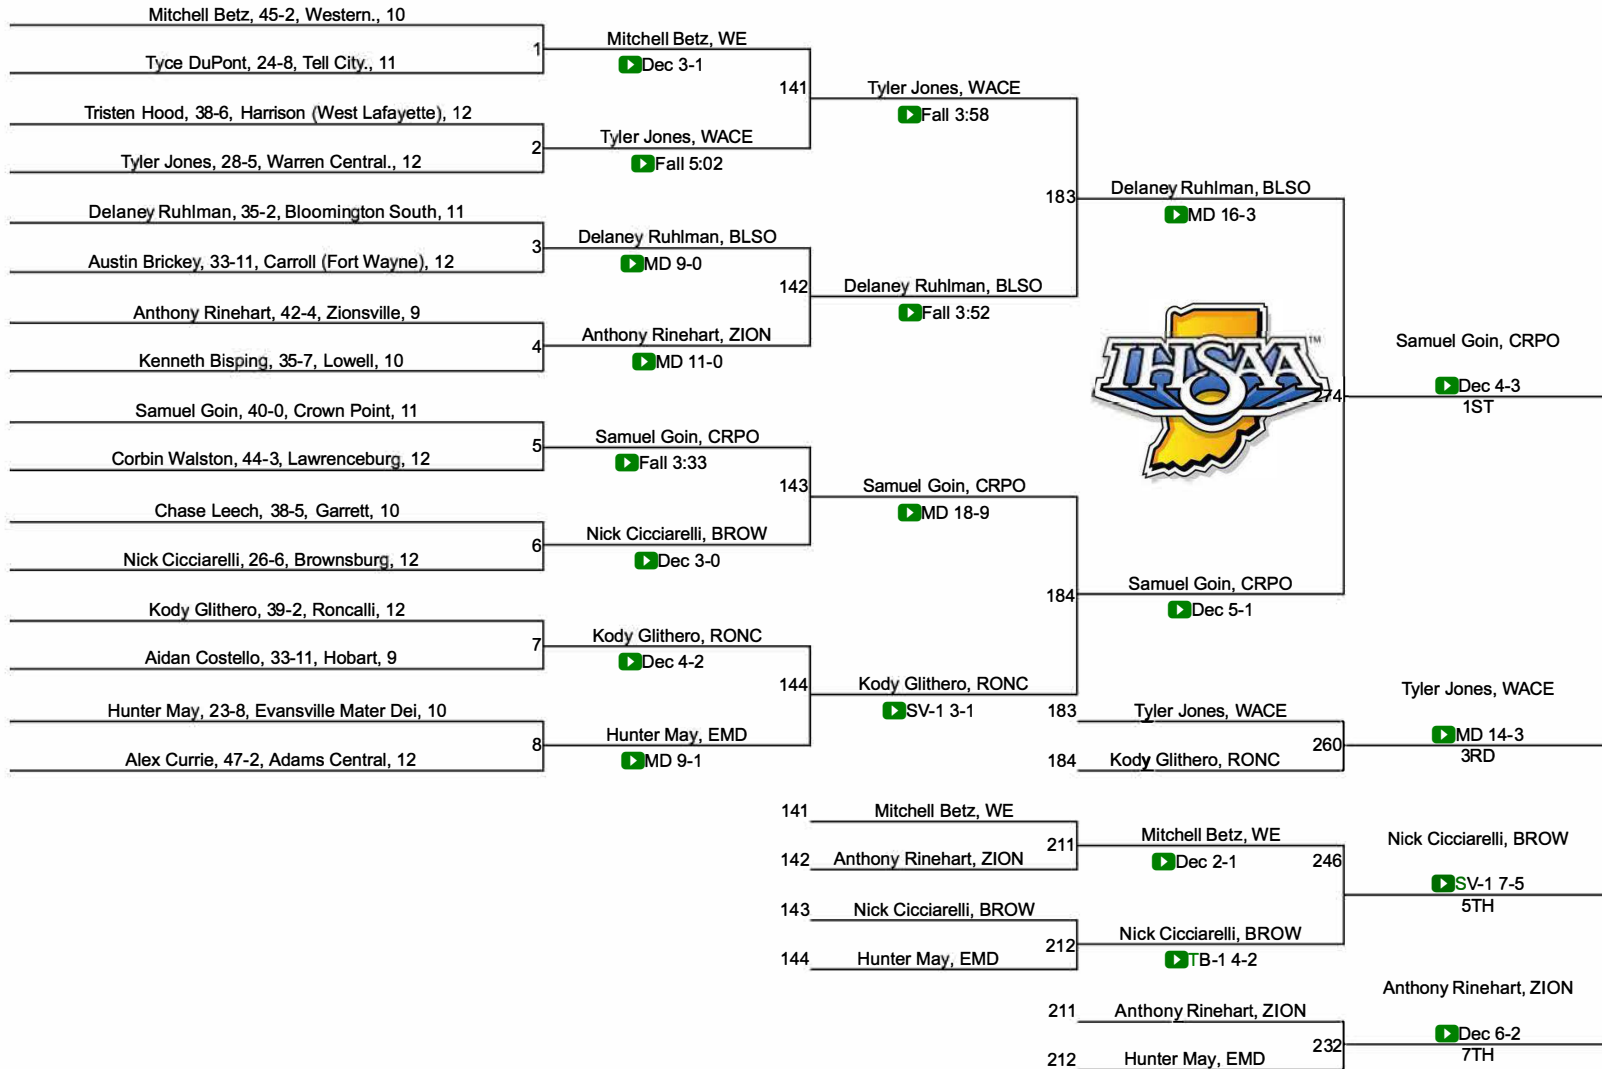 Mitchell Betz, 45-2, Western., 10
Tyce DuPont, 24-8, Tell City., 11
1
Mitchell Betz, WE
Dec 3-1
Tristen Hood, 38-6, Harrison (West Lafayette), 12
Tyler Jones, 28-5, Warren Central., 12
2
Tyler Jones, WACE
Fall 5:02
141
Tyler Jones, WACE
Fall 3:58
Delaney Ruhlman, 35-2, Bloomington South, 11
Austin Brickey, 33-11, Carroll (Fort Wayne), 12
3
Delaney Ruhlman, BLSO
MD 9-0
Anthony Rinehart, 42-4, Zionsville, 9
Kenneth Bisping, 35-7, Lowell, 10
4
Anthony Rinehart, ZION
MD 11-0
142
Delaney Ruhlman, BLSO
Fall 3:52
183
Delaney Ruhlman, BLSO
MD 16-3
Samuel Goin, 40-0, Crown Point, 11
Corbin Walston, 44-3, Lawrenceburg, 12
5
Samuel Goin, CRPO
Fall 3:33
Chase Leech, 38-5, Garrett, 10
Nick Cicciarelli, 26-6, Brownsburg, 12
6
Nick Cicciarelli, BROW
Dec 3-0
143
Samuel Goin, CRPO
MD 18-9
Kody Glithero, 39-2, Roncalli, 12
Aidan Costello, 33-11, Hobart, 9
7
Kody Glithero, RONC
Dec 4-2
Hunter May, 23-8, Evansville Mater Dei, 10
Alex Currie, 47-2, Adams Central, 12
8
Hunter May, EMD
MD 9-1
144
Kody Glithero, RONC
SV-1 3-1
184
Samuel Goin, CRPO
Dec 5-1
IHSAA
TM
274
Samuel Goin, CRPO
Dec 4-3
1ST
183
Tyler Jones, WACE
184
Kody Glithero, RONC
260
Tyler Jones, WACE
MD 14-3
3RD
141
Mitchell Betz, WE
142
Anthony Rinehart, ZION
211
Mitchell Betz, WE
Dec 2-1
143
Nick Cicciarelli, BROW
144
Hunter May, EMD
212
Nick Cicciarelli, BROW
TB-1 4-2
246
Nick Cicciarelli, BROW
SV-1 7-5
5TH
211
Anthony Rinehart, ZION
212
Hunter May, EMD
232
Anthony Rinehart, ZION
Dec 6-2
7TH